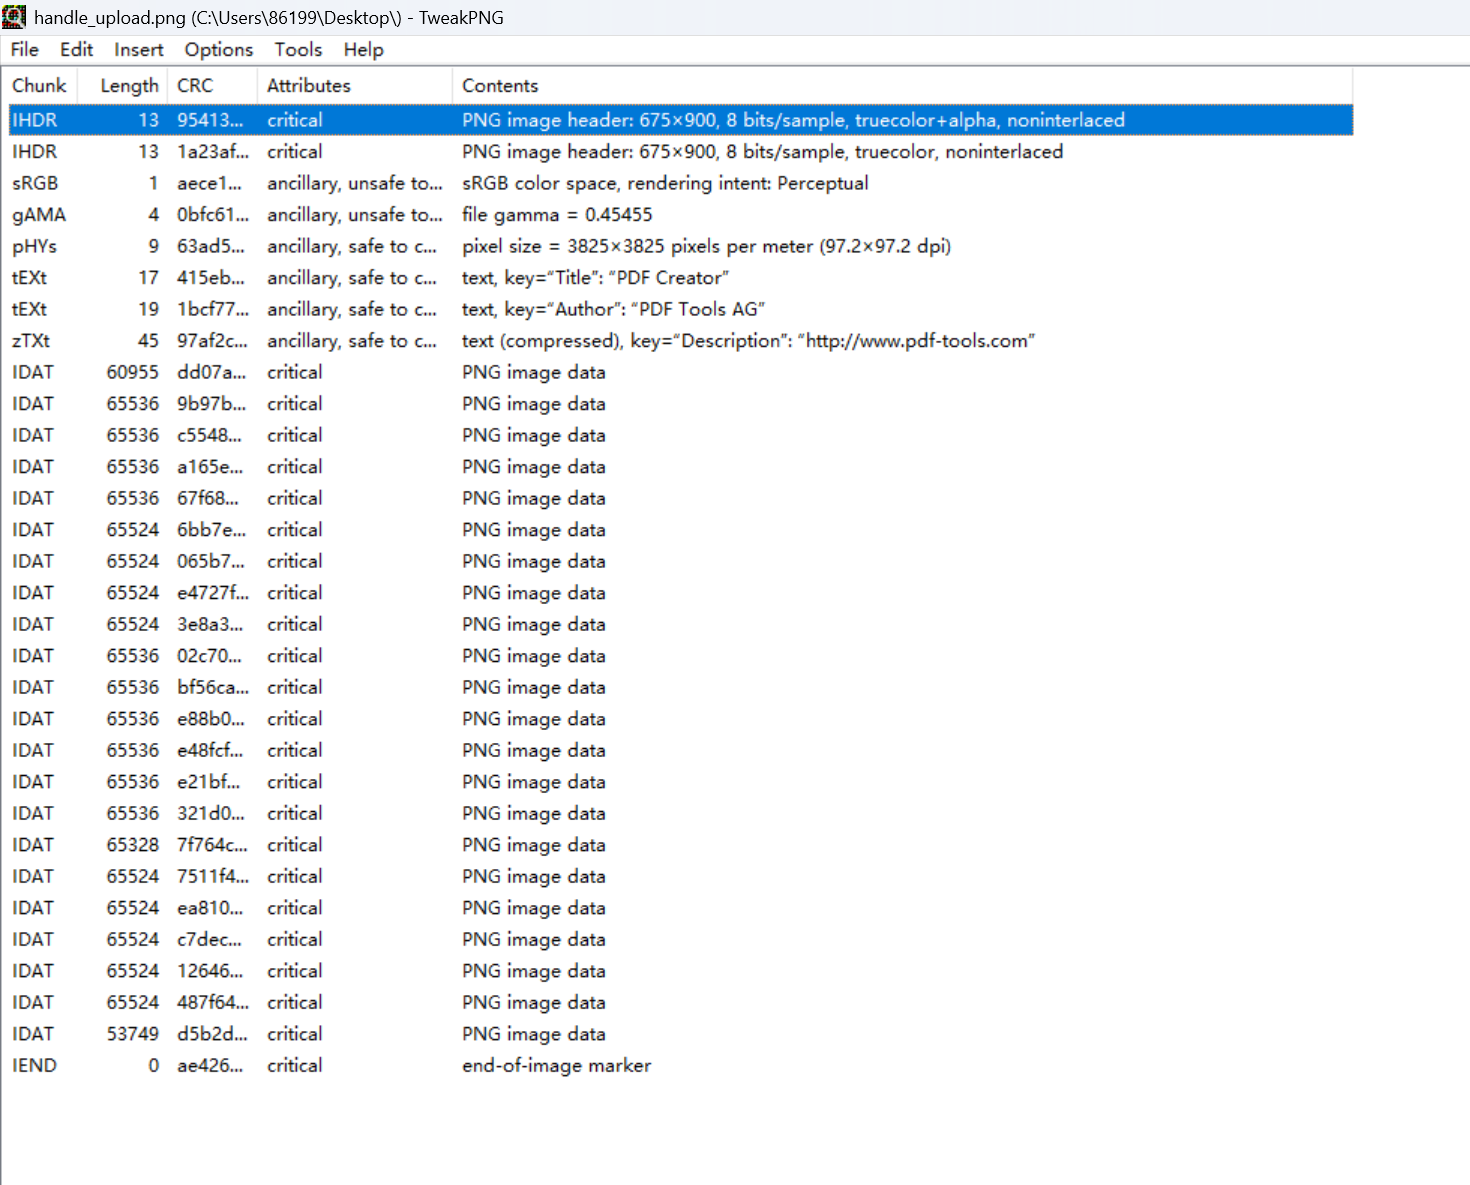 handle_upload.png (C:\Users\86199\Desktop\) - TweakPNG
File Edit Insert Options Tools Help
Chunk Length CRC Attributes Contents
IHDR 13 95413... critical PNG image header: 675×900, 8 bits/sample, truecolor+alpha, noninterlaced
IHDR 13 1a23af... critical PNG image header: 675×900, 8 bits/sample, truecolor, noninterlaced
sRGB 1 aece1... ancillary, unsafe to... sRGB color space, rendering intent: Perceptual
gAMA 4 0bfc61... ancillary, unsafe to... file gamma = 0.45455
pHYs 9 63ad5... ancillary, safe to c... pixel size = 3825×3825 pixels per meter (97.2×97.2 dpi)
tEXt 17 415eb... ancillary, safe to c... text, key=“Title”: “PDF Creator”
tEXt 19 1bcf77... ancillary, safe to c... text, key=“Author”: “PDF Tools AG”
zTXt 45 97af2c... ancillary, safe to c... text (compressed), key=“Description”: “http://www.pdf-tools.com”
IDAT 60955 dd07a... critical PNG image data
IDAT 65536 9b97b... critical PNG image data
IDAT 65536 c5548... critical PNG image data
IDAT 65536 a165e... critical PNG image data
IDAT 65536 67f68... critical PNG image data
IDAT 65524 6bb7e... critical PNG image data
IDAT 65524 065b7... critical PNG image data
IDAT 65524 e4727f... critical PNG image data
IDAT 65524 3e8a3... critical PNG image data
IDAT 65536 02c70... critical PNG image data
IDAT 65536 bf56ca... critical PNG image data
IDAT 65536 e88b0... critical PNG image data
IDAT 65536 e48fcf... critical PNG image data
IDAT 65536 e21bf... critical PNG image data
IDAT 65536 321d0... critical PNG image data
IDAT 65328 7f764c... critical PNG image data
IDAT 65524 7511f4... critical PNG image data
IDAT 65524 ea810... critical PNG image data
IDAT 65524 c7dec... critical PNG image data
IDAT 65524 12646... critical PNG image data
IDAT 65524 487f64... critical PNG image data
IDAT 53749 d5b2d... critical PNG image data
IEND 0 ae426... critical end-of-image marker